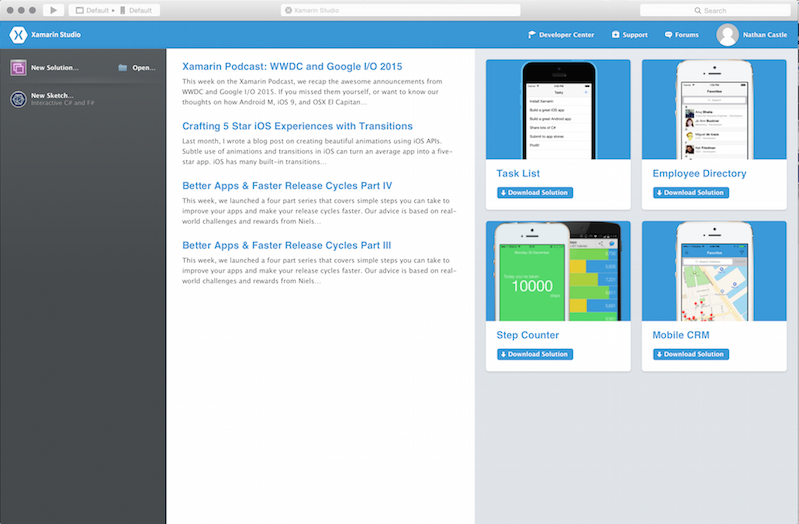 Default
Default
Xamarin Studio
Search
Xamarin Studio
Developer Center
Support
Forums
Nathan Castle
New Solution...
Open...
New Sketch...
Interactive C# and F#
Xamarin Podcast: WWDC and Google I/O 2015
This week on the Xamarin Podcast, we recap the awesome announcements from
WWDC and Google I/O 2015. If you missed them yourself, or want to know our
thoughts on how Android M, iOS 9, and OSX El Capitan...
Crafting 5 Star iOS Experiences with Transitions
Last month, I wrote a blog post on creating beautiful animations using iOS APIs.
Subtle use of animations and transitions in iOS can turn an average app into a five-
star app. iOS has many built-in transitions...
Better Apps & Faster Release Cycles Part IV
This week, we launched a four part series that covers simple steps you can take to
improve your apps and make your release cycles faster. Our advice is based on real-
world challenges and rewards from Niels...
Better Apps & Faster Release Cycles Part III
This week, we launched a four part series that covers simple steps you can take to
improve your apps and make your release cycles faster. Our advice is based on real-
world challenges and rewards from Niels...
Tasks
Install Xamarin
Build a great iOS app
Build a great Android app
Share lots of C#
Submit to app stores
Profit!
Task List
Download Solution
Favorites
Search
Employee Directory
Download Solution
Today you've taken
10000
steps
Step Counter
Download Solution
Favorites
Mobile CRM
Download Solution